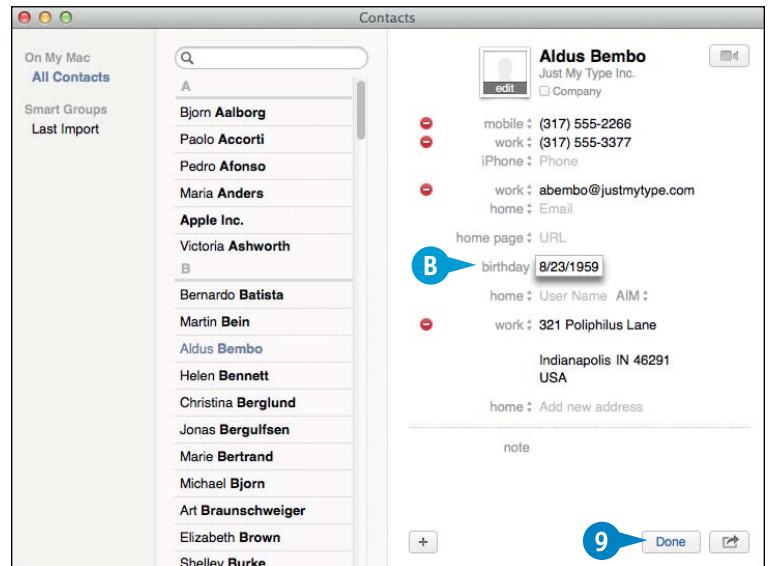 Contacts
On My Mac
All Contacts
Smart Groups
Last Import
A
Bjorn Aalborg
Paolo Accorti
Pedro Afonso
Maria Anders
Apple Inc.
Victoria Ashworth
B
Bernardo Batista
Martin Bein
Aldus Bembo
Helen Bennett
Christina Berglund
Jonas Bergulfsen
Marie Bertrand
Michael Bjorn
Art Braunschweiger
Elizabeth Brown
Shelley Burke
edit
Aldus Bembo
Just My Type Inc.
Company
mobile (317) 555-2266
work (317) 555-3377
iPhone Phone
work abembo@justmytype.com
home Email
home page URL
B birthday 8/23/1959
home User Name AIM
work 321 Poliphilus Lane
Indianapolis IN 46291
USA
home Add new address
note
+ 9 Done